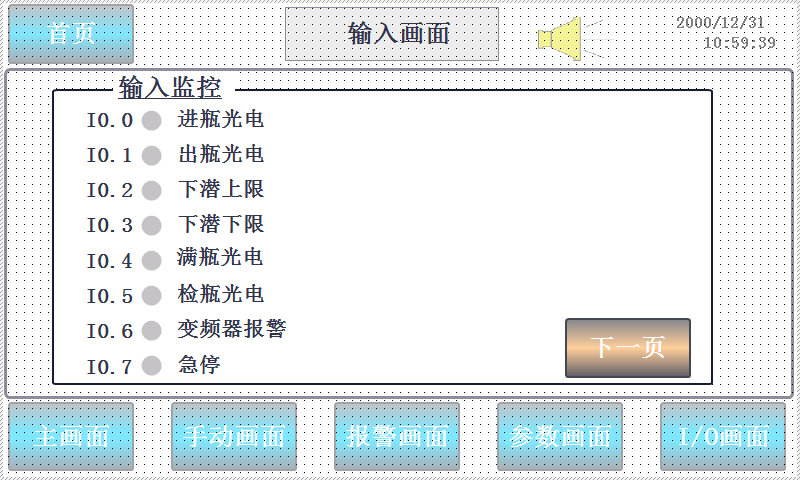 首页
输入画面
2000/12/31
10:59:39
输入监控
I0.0 进瓶光电
I0.1 出瓶光电
I0.2 下潜上限
I0.3 下潜下限
I0.4 满瓶光电
I0.5 检瓶光电
I0.6 变频器报警
I0.7 急停
下一页
主画面 手动画面 报警画面 参数画面 I/O画面